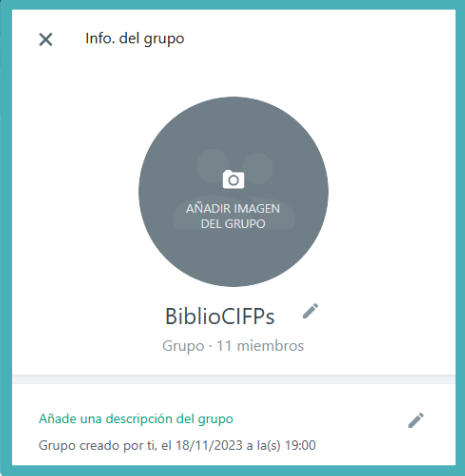 Info. del grupo
AÑADIR IMAGEN
DEL GRUPO
BiblioCIFPs
Grupo · 11 miembros
Añade una descripción del grupo
Grupo creado por ti, el 18/11/2023 a la(s) 19:00